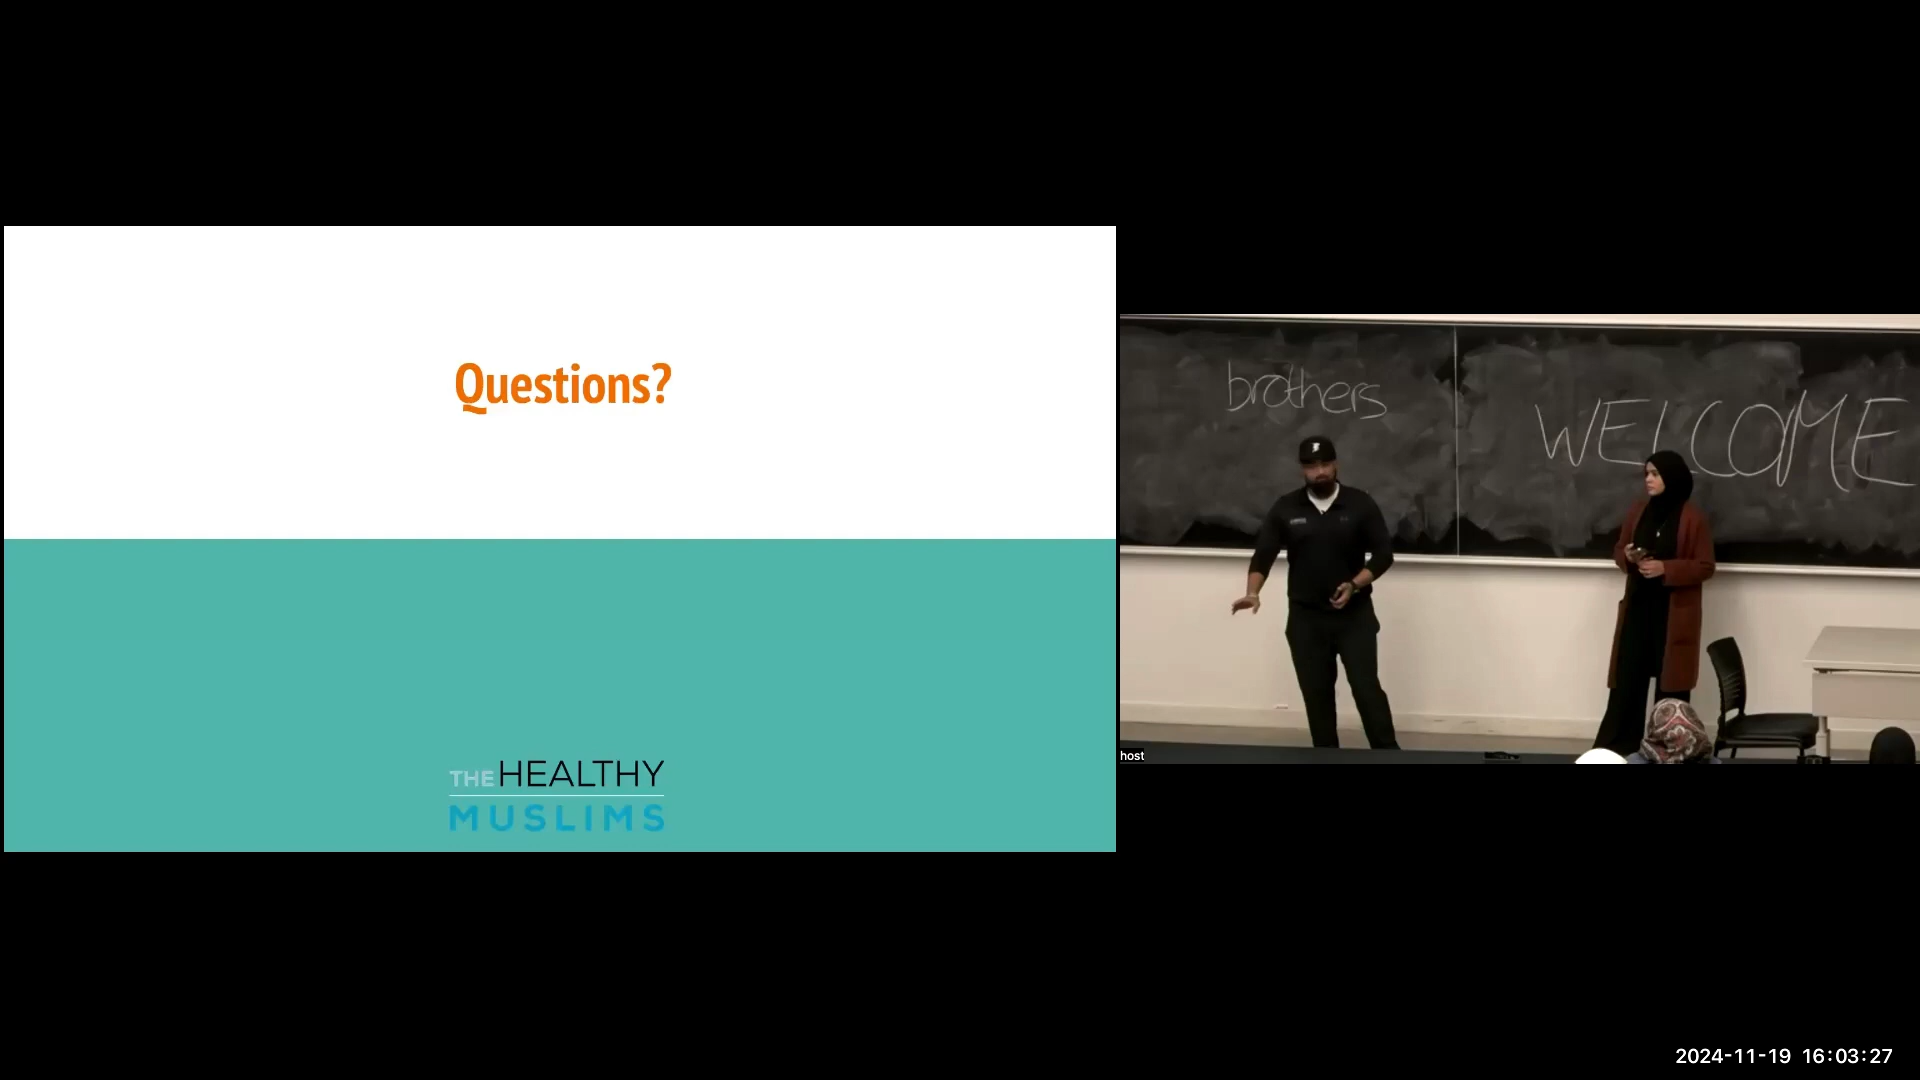 Questions?
THE HEALTHY
MUSLIMS
brothers
WELCOME
host
2024-11-19 16:03:27